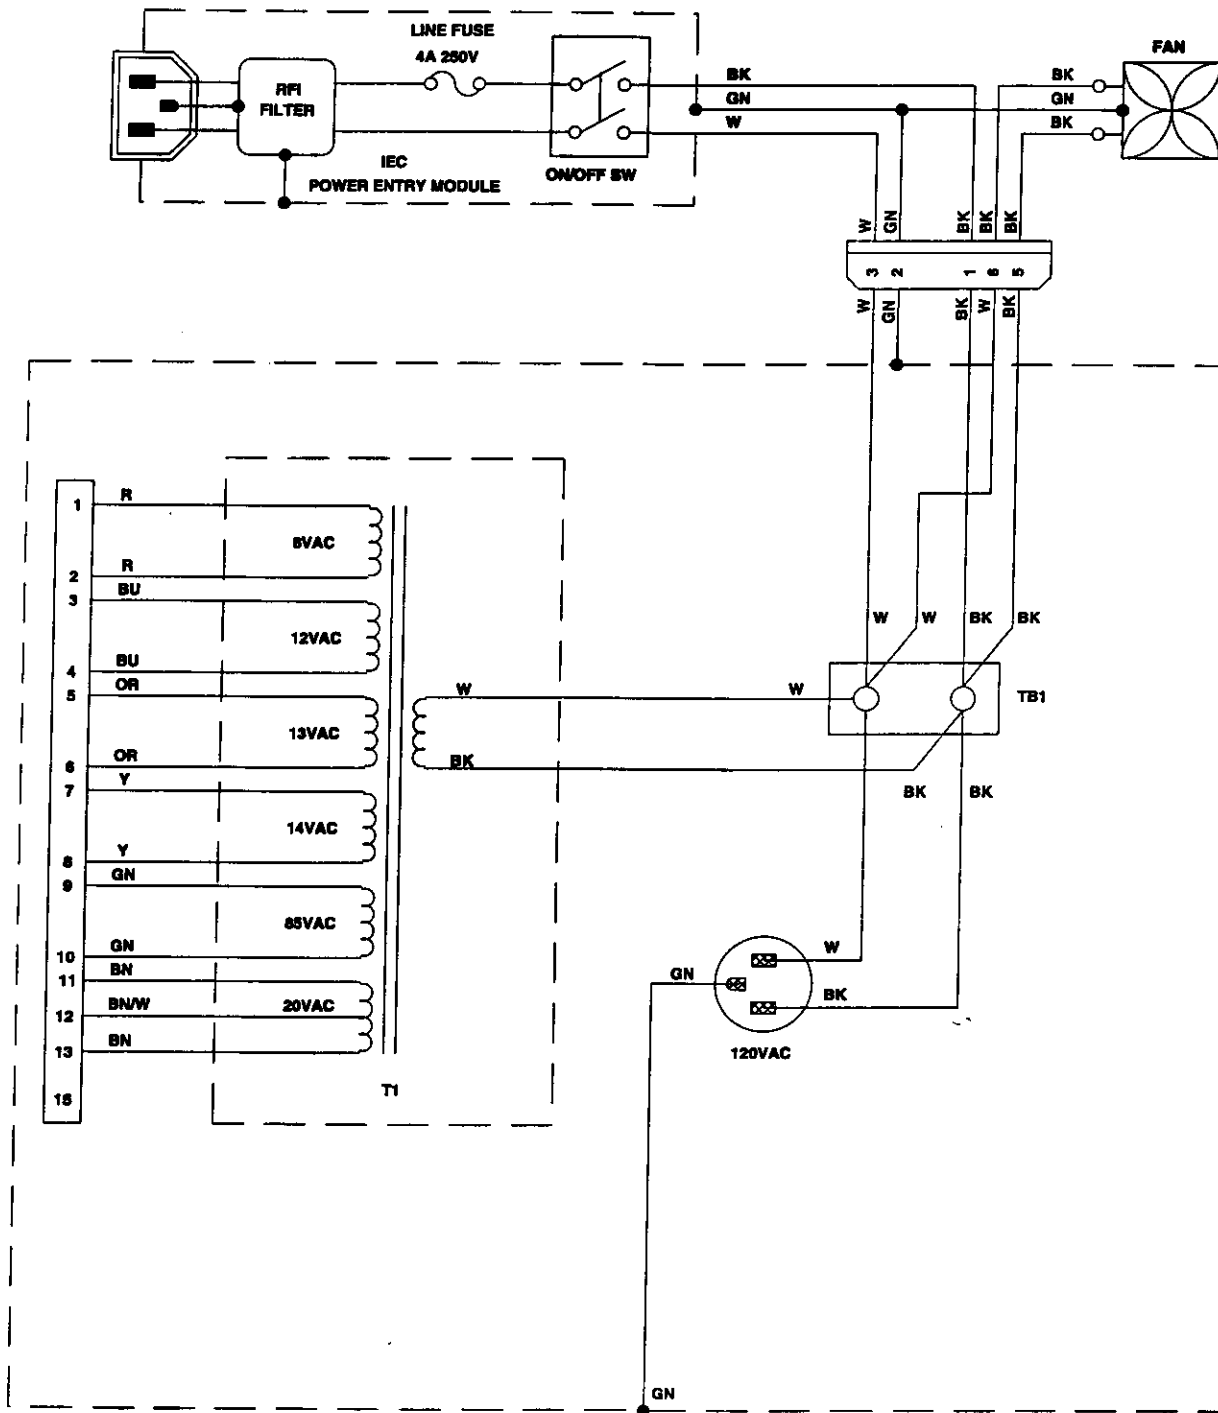 LINE FUSE
4A 250V
FAN
RFI
FILTER
BK
GN
W
BK
GN
BK
IEC
POWER ENTRY MODULE
ON/OFF SW
W
GN
BK
BK
BK
3
2
1
6
5
W
GN
BK
W
BK
1
R
6VAC
2
R
3
BU
12VAC
4
BU
5
OR
13VAC
6
OR
7
Y
14VAC
8
Y
9
GN
85VAC
10
GN
11
BN
12
BN/W
20VAC
13
BN
15
T1
W
BK
W
W
W
BK
BK
TB1
BK
BK
GN
W
BK
120VAC
GN